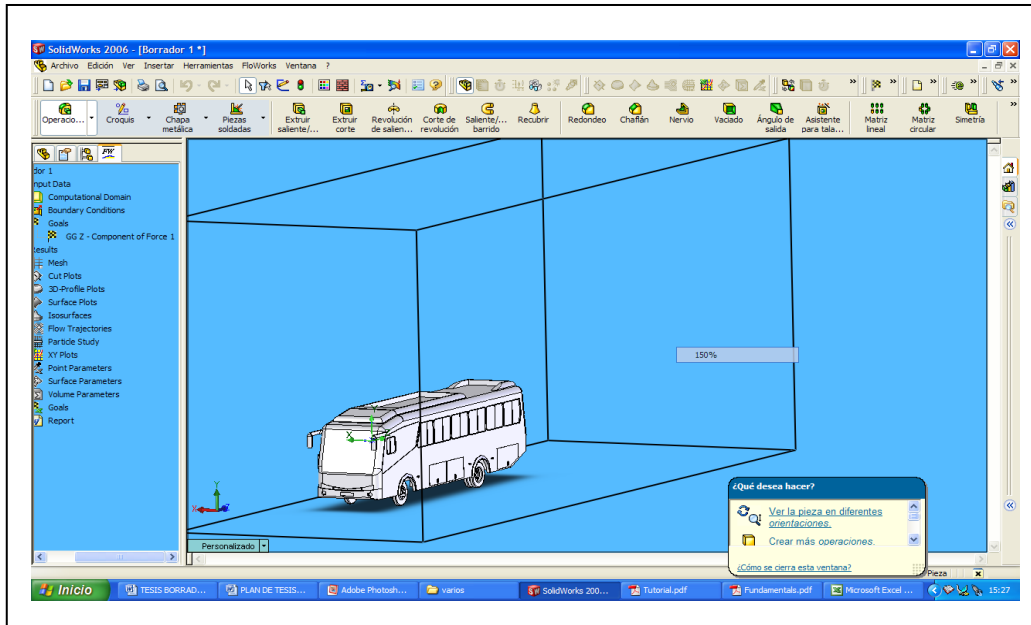 SolidWorks 2006 - [Borrador 1 *]
Archivo Edición Ver Insertar Herramientas FloWorks Ventana ?
Operacio... Croquis Chapa metálica Piezas soldadas Extruir saliente/... Extruir corte Revolución de salien... Corte de revolución Saliente/... barrido Recubrir Redondeo Chaflán Nervio Vaciado Ángulo de salida Asistente para tala... Matriz lineal Matriz circular Simetría
dor 1
nput Data
Computational Domain
Boundary Conditions
Goals
GG Z - Component of Force 1
esults
Mesh
Cut Plots
3D-Profile Plots
Surface Plots
Isosurfaces
Flow Trajectories
Particle Study
XY Plots
Point Parameters
Surface Parameters
Volume Parameters
Goals
Report
150%
Y
X
Y
X
Z
Personalizado
¿Qué desea hacer?
Ver la pieza en diferentes
orientaciones.
Crear más operaciones.
¿Cómo se cierra esta ventana?
Pieza
Inicio TESIS BORRAD... PLAN DE TESIS... Adobe Photosh... varios SolidWorks 200... Tutorial.pdf Fundamentals.pdf Microsoft Excel ... 15:27